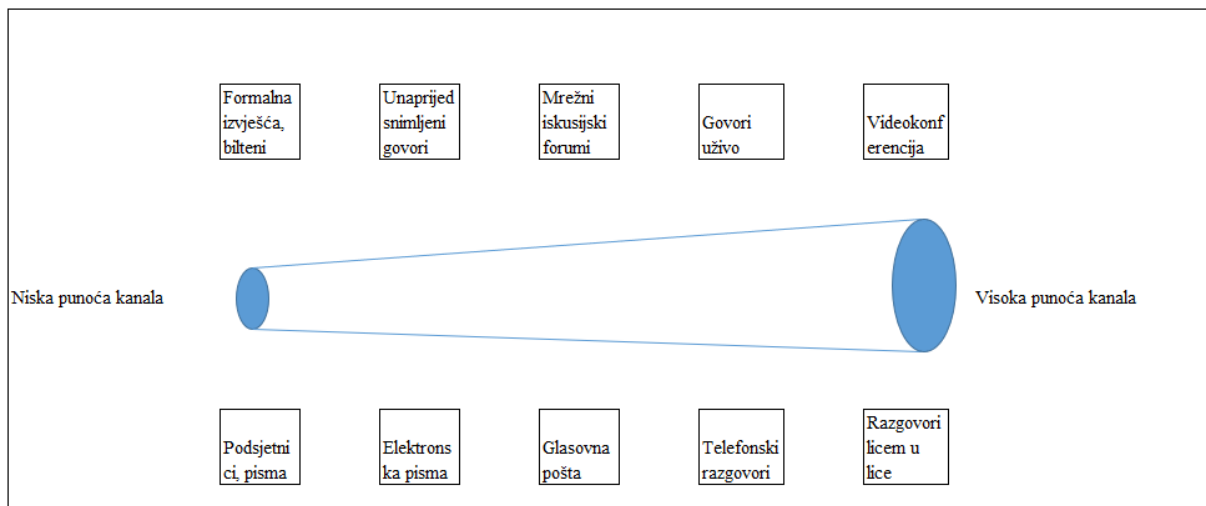 Formalna
izvješća,
bilteni
Unaprijed
snimljeni
govori
Mrežni
iskusijski
forumi
Govori
uživo
Videokonf
erencija
Niska punoća kanala
Visoka punoća kanala
Podsjetni
ci, pisma
Elektrons
ka pisma
Glasovna
pošta
Telefonski
razgovori
Razgovori
licem u
lice